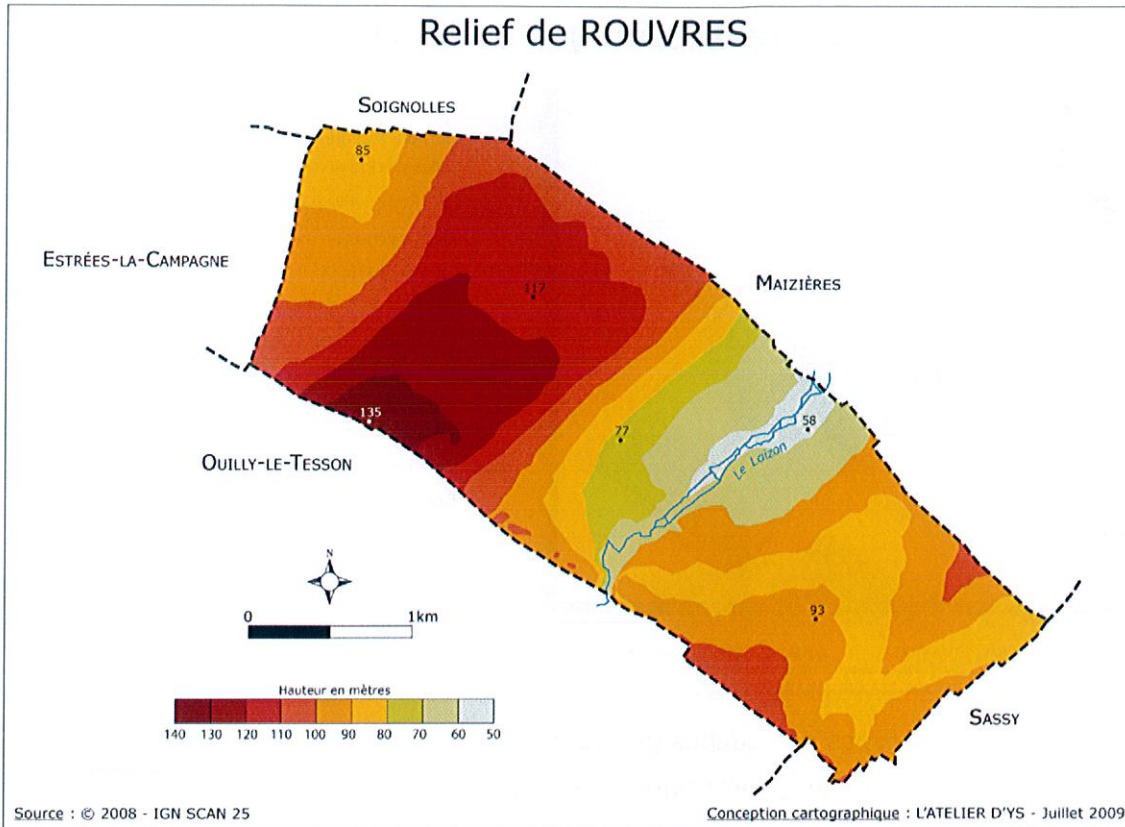 Relief de ROUVRES
SOIGNOLLES
85
ESTRÉES-LA-CAMPAGNE
MAIZIÈRES
117
135
77
58
Le Laizon
OUILLY-LE-TESSON
N
0 1km
93
Hauteur en mètres
140 130 120 110 100 90 80 70 60 50
SASSY
Source : © 2008 - IGN SCAN 25
Conception cartographique : L'ATELIER D'YS - Juillet 2009